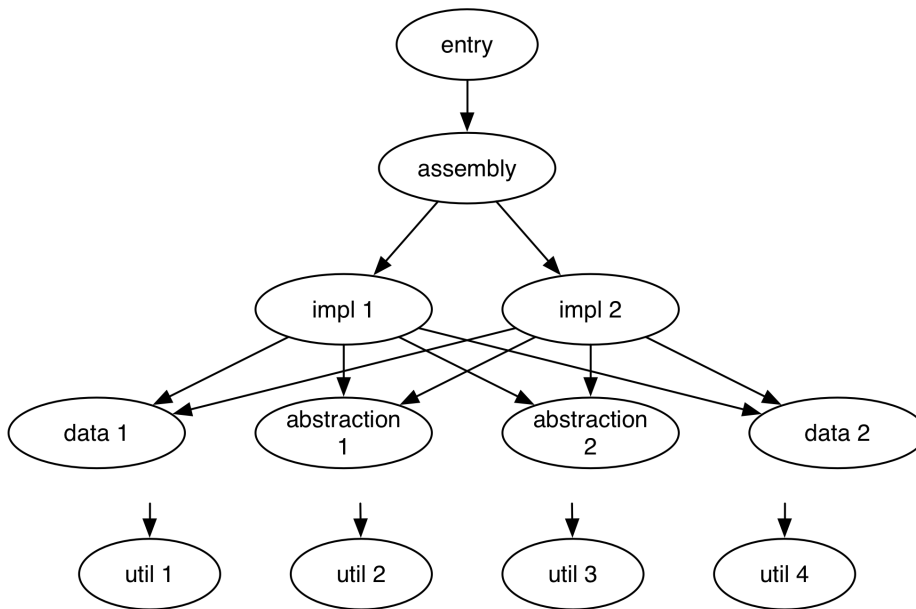 entry
assembly
impl 1
impl 2
data 1
abstraction
1
abstraction
2
data 2
util 1
util 2
util 3
util 4